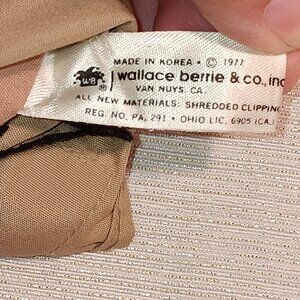 MADE IN KOREA • © 1977
WB ® wallace berrie & co., inc
VAN NUYS, CA.
ALL NEW MATERIALS: SHREDDED CLIPPING
REG. NO. PA. 291 • OHIO LIC. 6905 (CA.)